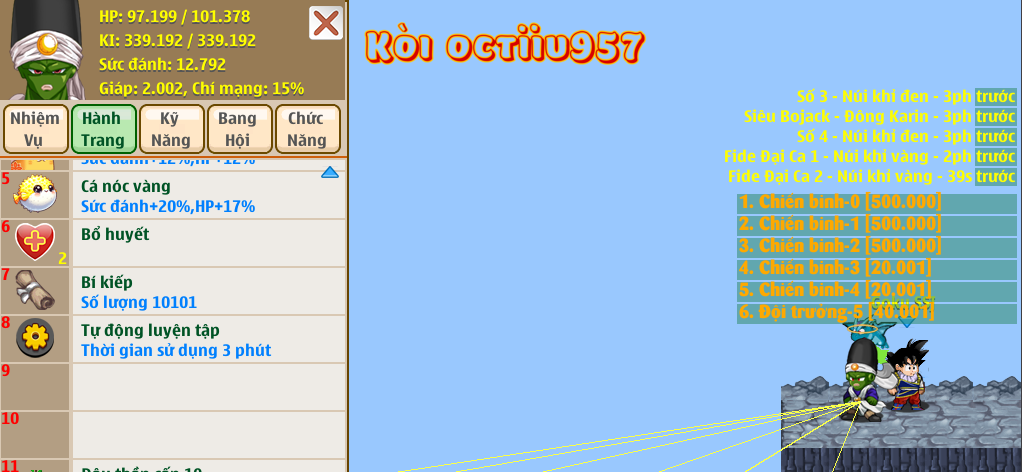 HP: 97.199 / 101.378
KI: 339.192 / 339.192
Sức đánh: 12.792
Giáp: 2.002, Chí mạng: 15%
Nhiệm Vụ
Hành Trang
Kỹ Năng
Bang Hội
Chức Năng
Sức đánh+12%,HP+12%
5
Cá nóc vàng
Sức đánh+20%,HP+17%
6
Bổ huyết
2
7
Bí kiếp
Số lượng 10101
8
Tự động luyện tập
Thời gian sử dụng 3 phút
9
10
11
Đậu thần cấp 10
Kòi octiiu957
Số 3 - Núi khỉ đen - 3ph trước
Siêu Bojack - Đông Karin - 3ph trước
Số 4 - Núi khỉ đen - 3ph trước
Fide Đại Ca 1 - Núi khỉ vàng - 2ph trước
Fide Đại Ca 2 - Núi khỉ vàng - 39s trước
1. Chiến binh-0 [500.000]
2. Chiến binh-1 [500.000]
3. Chiến binh-2 [500.000]
4. Chiến binh-3 [20.001]
5. Chiến binh-4 [20.001]
6. Đội trưởng-5 [40.001]